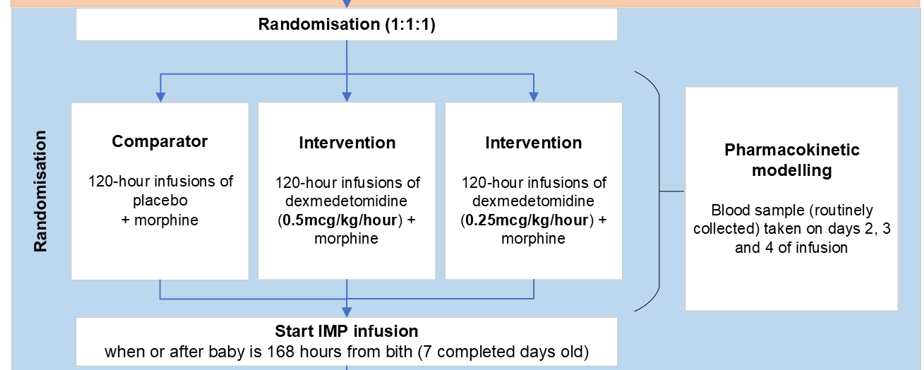 Randomisation (1:1:1)
Randomisation
Comparator
120-hour infusions of
placebo
+ morphine
Intervention
120-hour infusions of
dexmedetomidine
(0.5mcg/kg/hour) +
morphine
Intervention
120-hour infusions of
dexmedetomidine
(0.25mcg/kg/hour) +
morphine
Pharmacokinetic
modelling
Blood sample (routinely
collected) taken on days 2, 3
and 4 of infusion
Start IMP infusion
when or after baby is 168 hours from bith (7 completed days old)